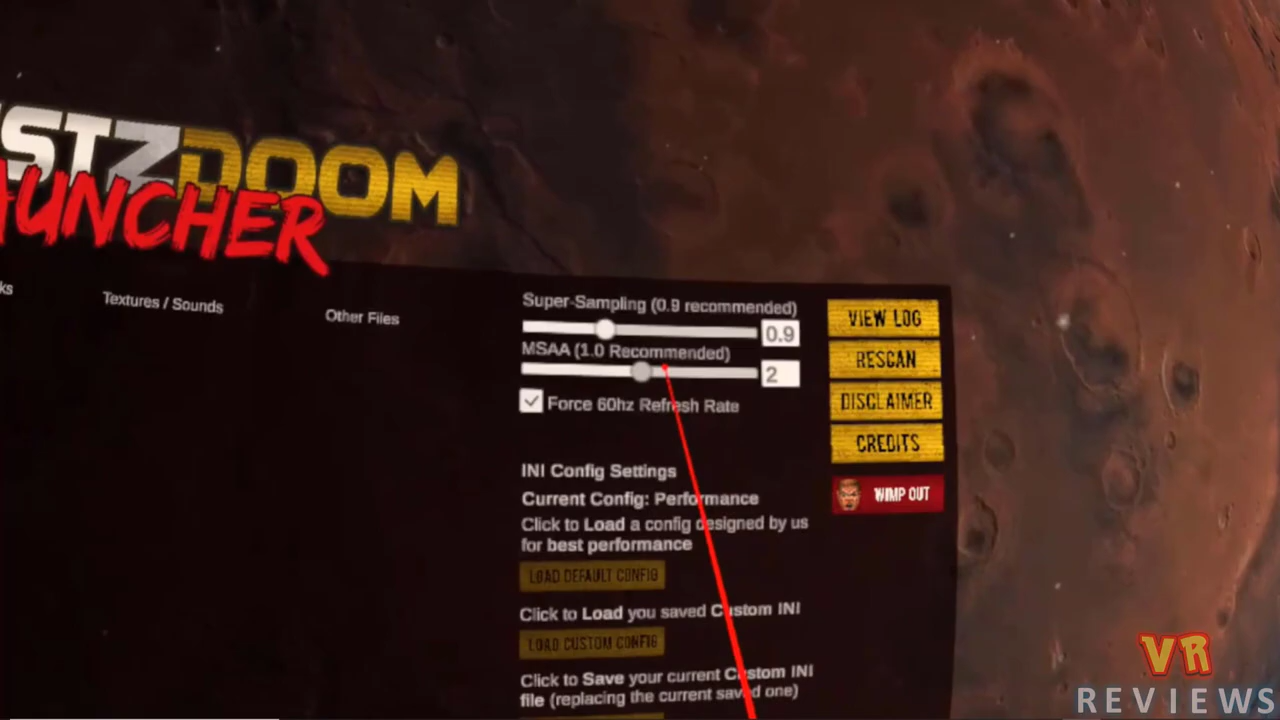 STZDOOM
AUNCHER
ks
Textures / Sounds
Other Files
Super-Sampling (0.9 recommended)
0.9
MSAA (1.0 Recommended)
2
Force 60hz Refresh Rate
INI Config Settings
Current Config: Performance
Click to Load a config designed by us
for best performance
LOAD DEFAULT CONFIG
Click to Load you saved Custom INI
LOAD CUSTOM CONFIG
Click to Save your current Custom INI
file (replacing the current saved one)
VIEW LOG
RESCAN
DISCLAIMER
CREDITS
WIMP OUT
VR
REVIEWS